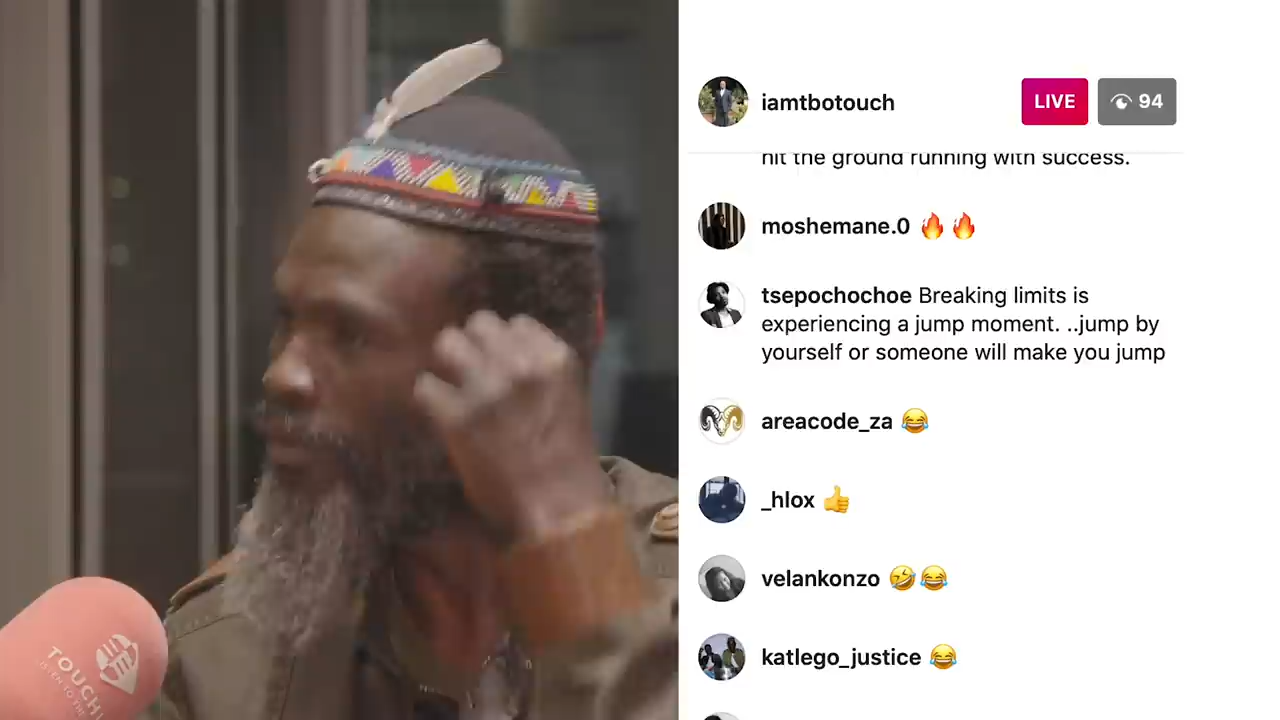 iamtbotouch
LIVE
94
hit the ground running with success.
moshemane.0 🔥🔥
tsepochochoe Breaking limits is
experiencing a jump moment. ..jump by
yourself or someone will make you jump
areacode_za 😂
_hlox 👍
velankonzo 🤣😂
katlego_justice 😂
TOUCH